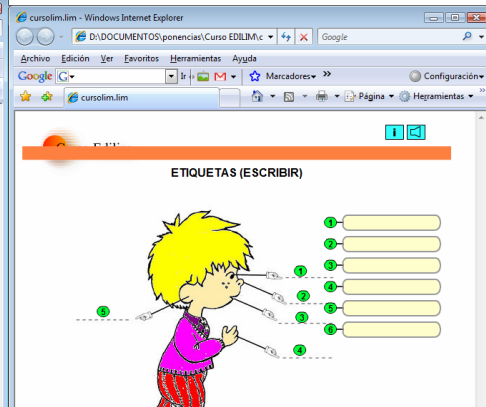 cursolim.lim - Windows Internet Explorer
D:\DOCUMENTOS\ponencias\Curso EDILIM\c
Google
Archivo Edición Ver Favoritos Herramientas Ayuda
Google G Ir Marcadores Configuración
cursolim.lim Página Herramientas
ETIQUETAS (ESCRIBIR)
1
1
2
2
3
3
4
4
5
5
6